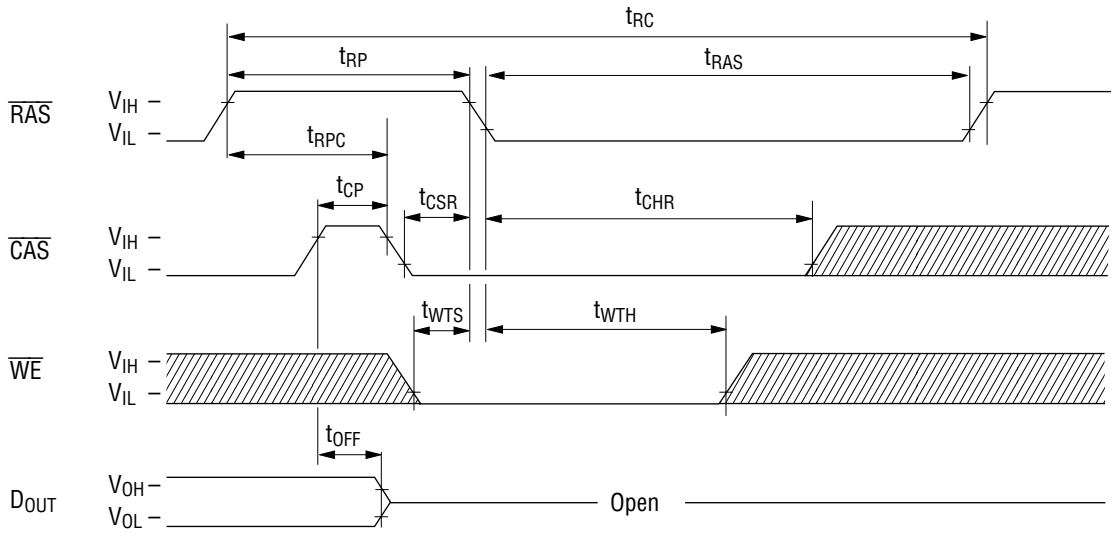 tRC
tRP
tRAS
RAS
VIH –
VIL –
tRPC
tCP
tCSR
tCHR
CAS
VIH –
VIL –
tWTS
tWTH
WE
VIH –
VIL –
tOFF
DOUT
VOH –
VOL –
Open